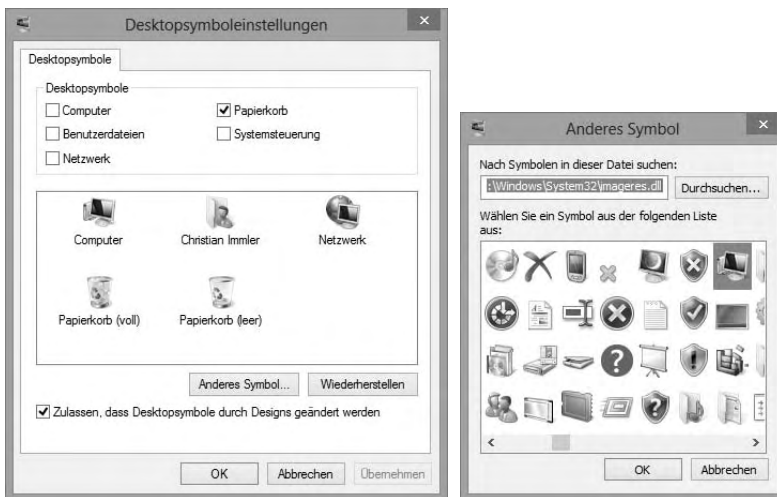 Desktopsymboleinstellungen
Desktopsymbole
Desktopsymbole
Computer
Papierkorb
Benutzerdateien
Systemsteuerung
Netzwerk
Computer
Christian Immler
Netzwerk
Papierkorb (voll)
Papierkorb (leer)
Anderes Symbol...
Wiederherstellen
Zulassen, dass Desktopsymbole durch Designs geändert werden
OK
Abbrechen
Übernehmen
Anderes Symbol
Nach Symbolen in dieser Datei suchen:
:\Windows\System32\imageres.dll
Durchsuchen...
Wählen Sie ein Symbol aus der folgenden Liste
aus:
OK
Abbrechen